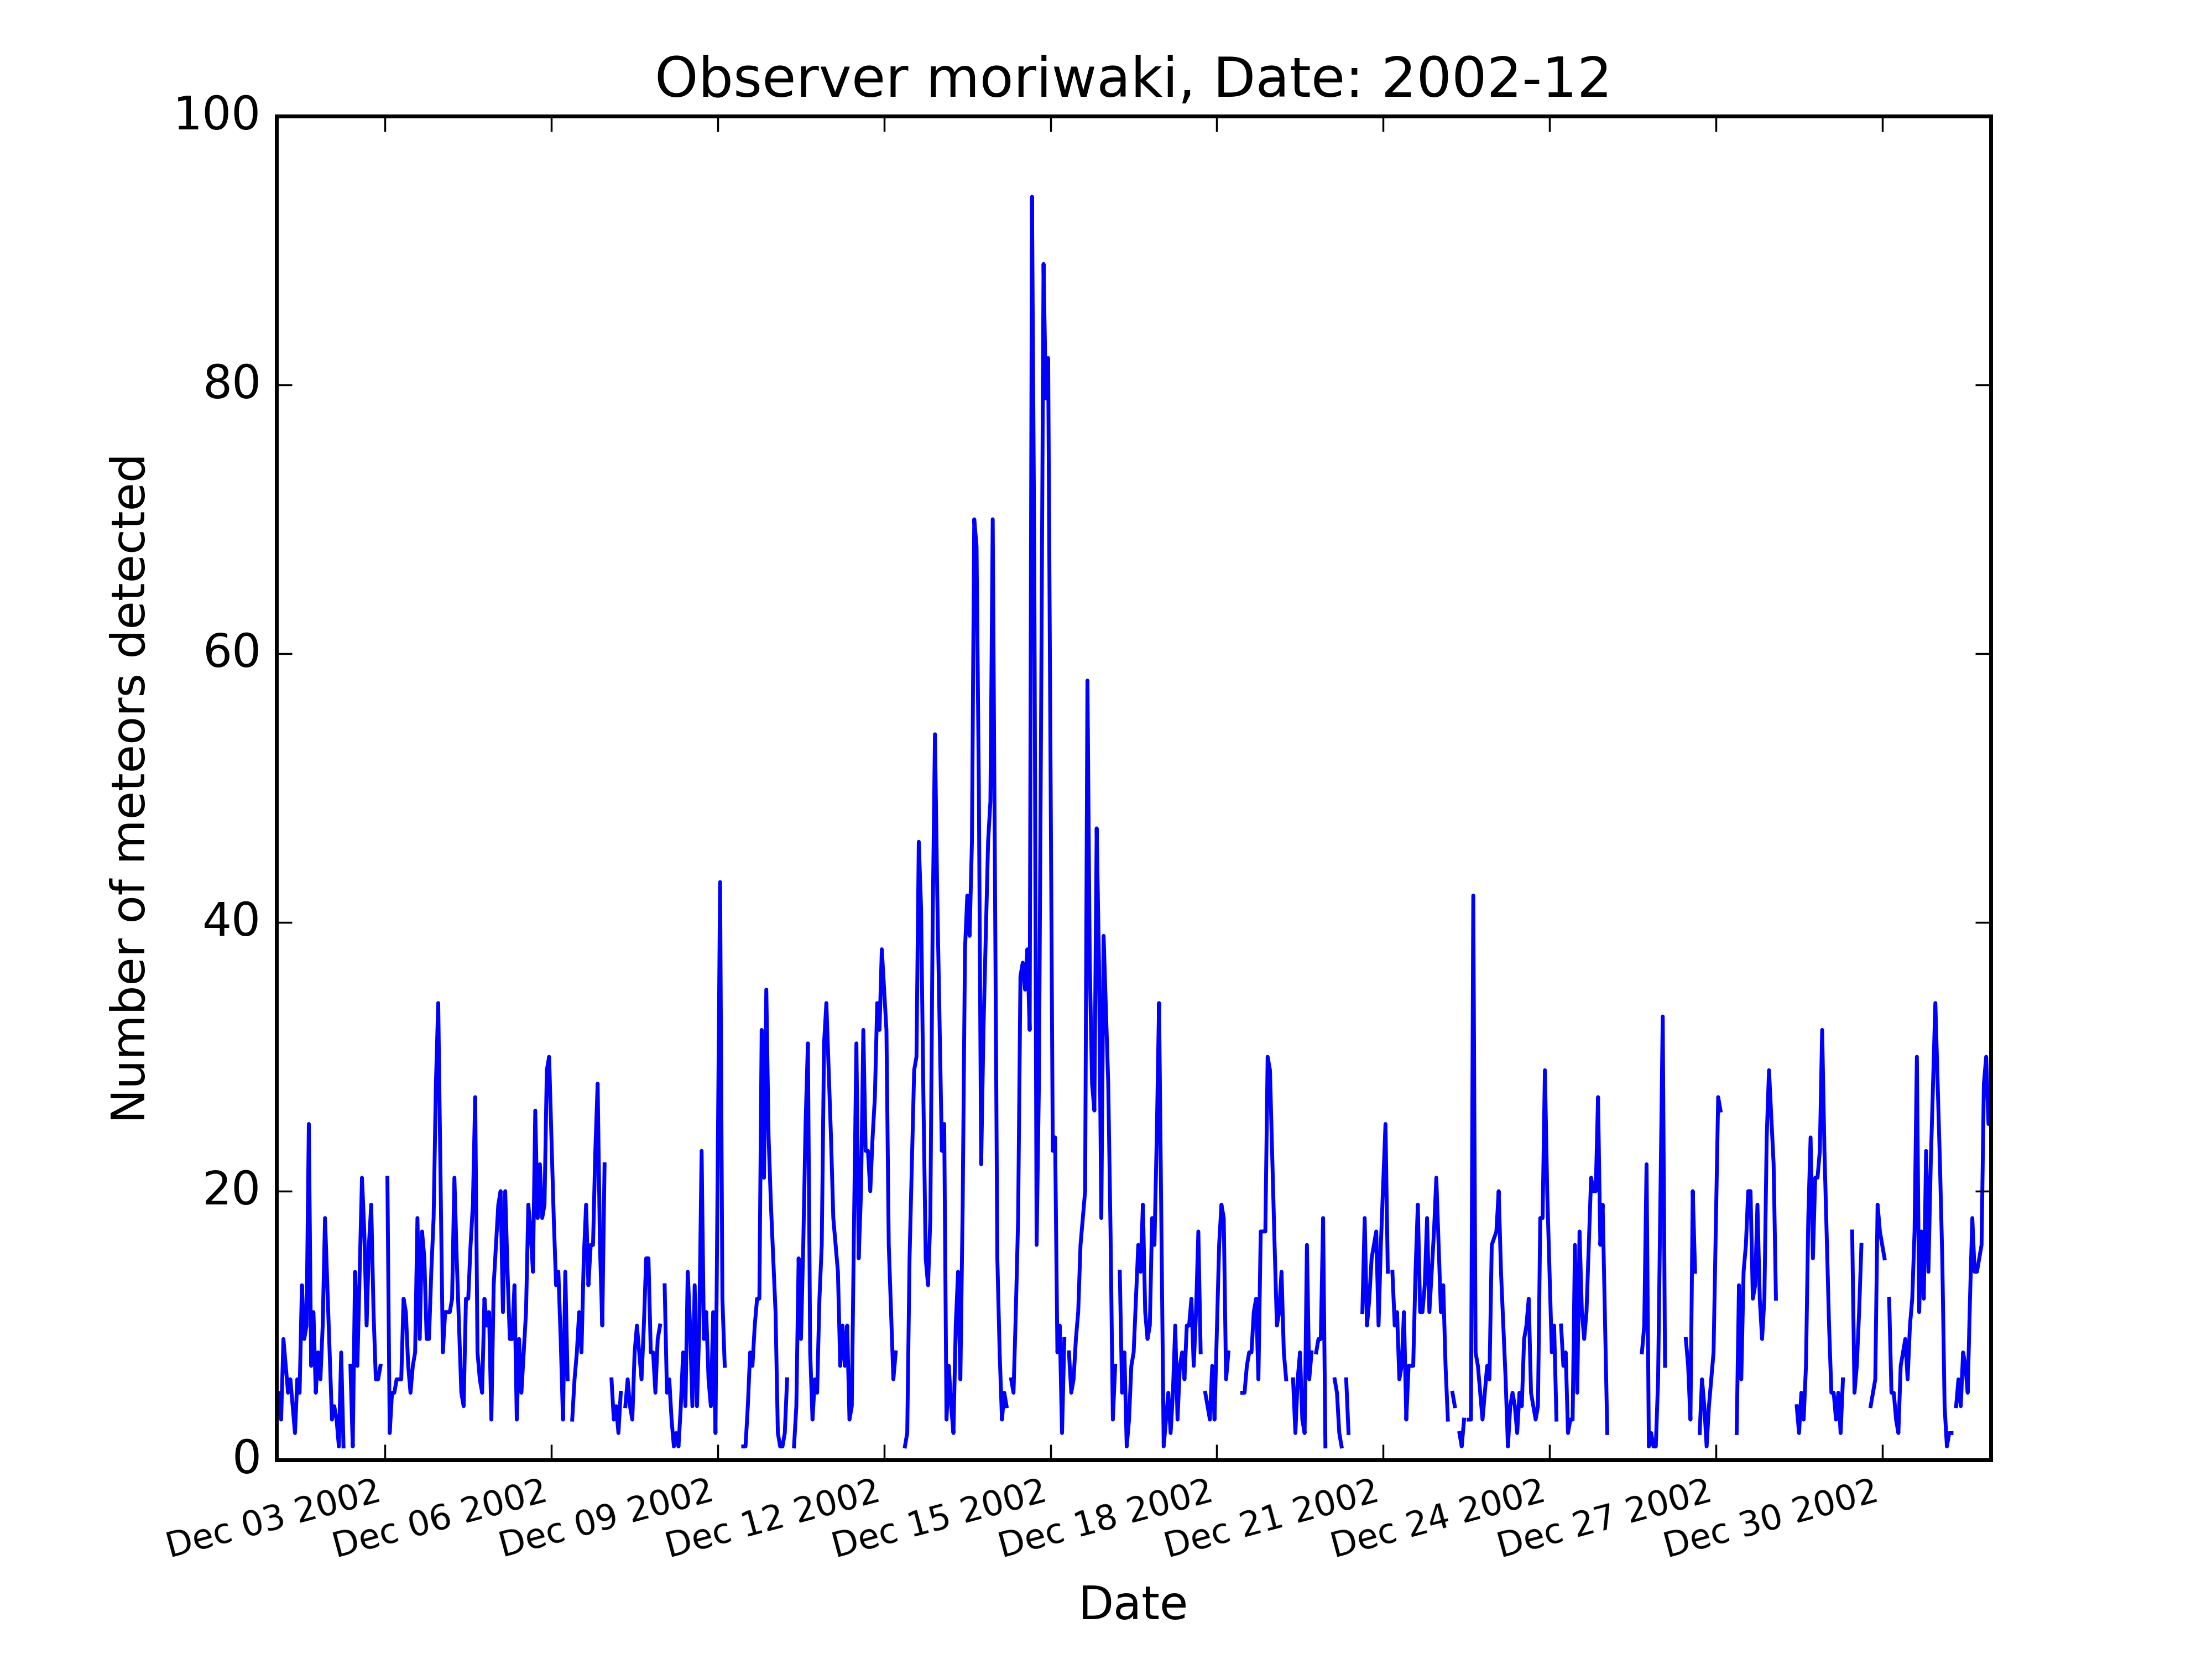 Observer moriwaki, Date: 2002-12
100
80
60
40
20
0
Number of meteors detected
Dec 03 2002
Dec 06 2002
Dec 09 2002
Dec 12 2002
Dec 15 2002
Dec 18 2002
Dec 21 2002
Dec 24 2002
Dec 27 2002
Dec 30 2002
Date